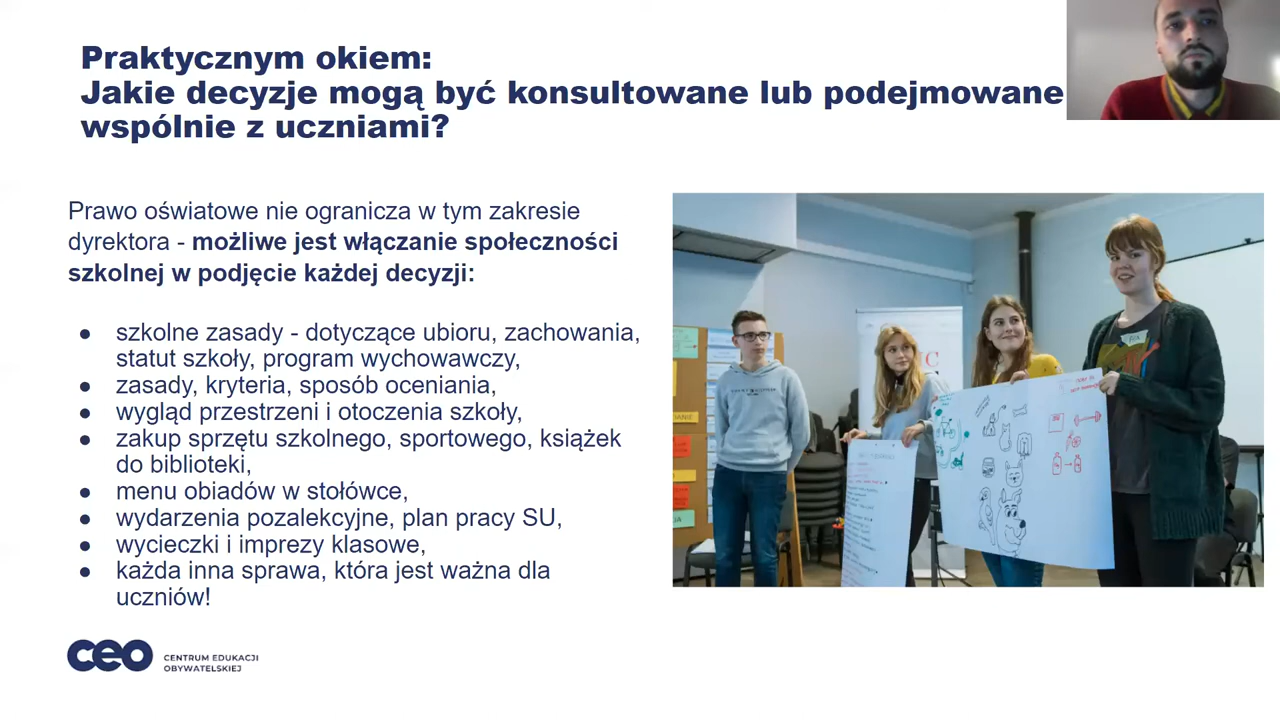 Praktycznym okiem:
Jakie decyzje mogą być konsultowane lub podejmowane
wspólnie z uczniami?
Prawo oświatowe nie ogranicza w tym zakresie
dyrektora - możliwe jest włączanie społeczności
szkolnej w podjęcie każdej decyzji:
● szkolne zasady - dotyczące ubioru, zachowania,
statut szkoły, program wychowawczy,
● zasady, kryteria, sposób oceniania,
● wygląd przestrzeni i otoczenia szkoły,
● zakup sprzętu szkolnego, sportowego, książek
do biblioteki,
● menu obiadów w stołówce,
● wydarzenia pozalekcyjne, plan pracy SU,
● wycieczki i imprezy klasowe,
● każda inna sprawa, która jest ważna dla
uczniów!
ceo CENTRUM EDUKACJI
OBYWATELSKIEJ